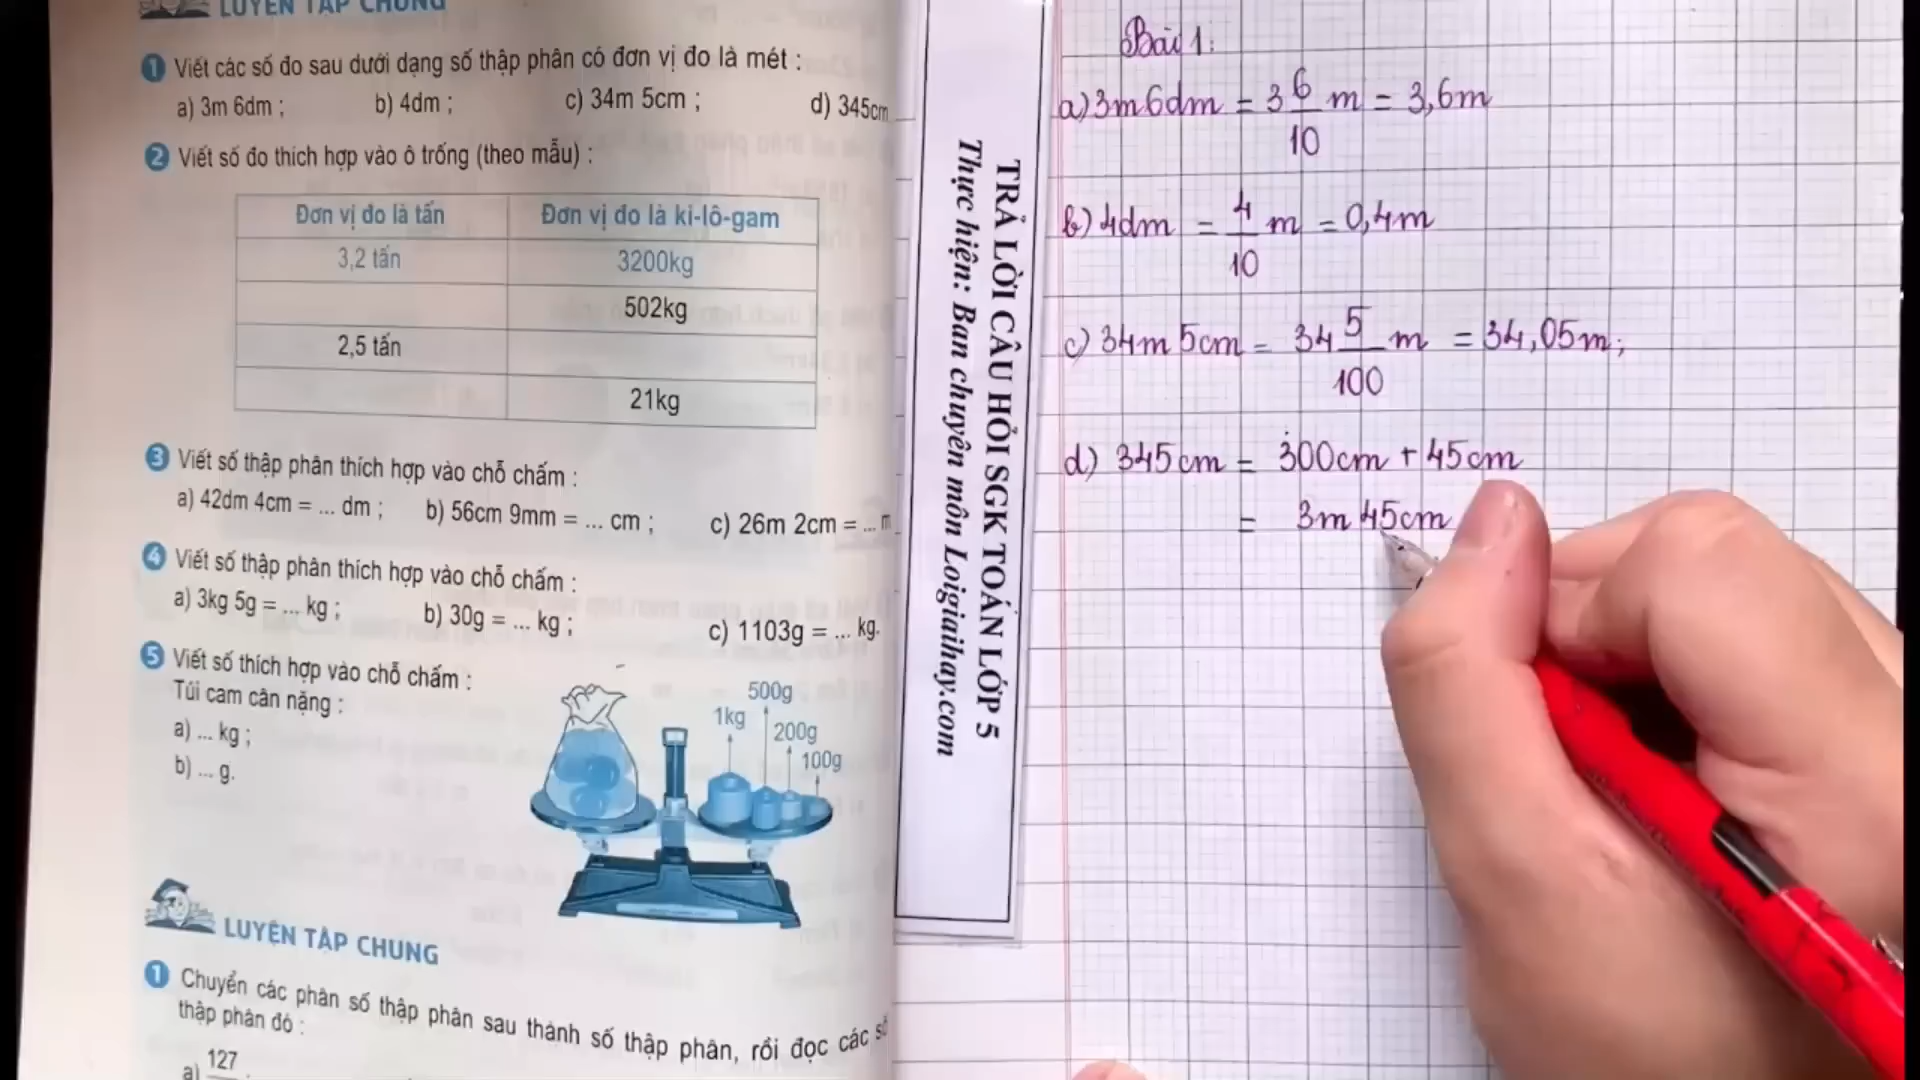 LUYỆN TẬP CHUNG
1 Viết các số đo sau dưới dạng số thập phân có đơn vị đo là mét :
a) 3m 6dm ; b) 4dm ; c) 34m 5cm ; d) 345cm
2 Viết số đo thích hợp vào ô trống (theo mẫu) :
Đơn vị đo là tấn Đơn vị đo là ki-lô-gam
3,2 tấn 3200kg
502kg
2,5 tấn
21kg
3 Viết số thập phân thích hợp vào chỗ chấm :
a) 42dm 4cm = ... dm ; b) 56cm 9mm = ... cm ; c) 26m 2cm = ... m
4 Viết số thập phân thích hợp vào chỗ chấm :
a) 3kg 5g = ... kg ; b) 30g = ... kg ; c) 1103g = ... kg.
5 Viết số thích hợp vào chỗ chấm :
Túi cam cân nặng :
a) ... kg ;
b) ... g.
500g
1kg
200g
100g
LUYỆN TẬP CHUNG
1 Chuyển các phân số thập phân sau thành số thập phân, rồi đọc các số
thập phân đó :
a) 127
TRẢ LỜI CÂU HỎI SGK TOÁN LỚP 5
Thực hiện: Ban chuyên môn Loigiaihay.com
Bài 1:
a) 3m6dm = 3 6/10 m = 3,6m
b) 4dm = 4/10 m = 0,4m
c) 34m 5cm = 34 5/100 m = 34,05m;
d) 345cm = 300cm + 45cm
= 3m 45cm